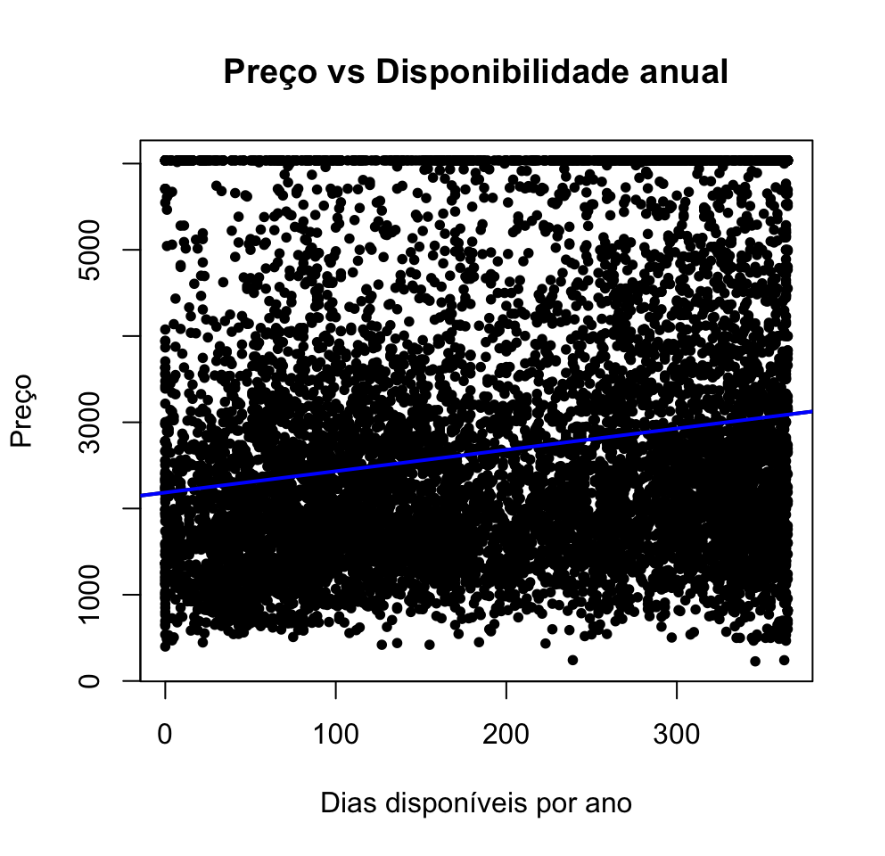 Preço vs Disponibilidade anual
Preço
5000
3000
1000
0
0 100 200 300
Dias disponíveis por ano